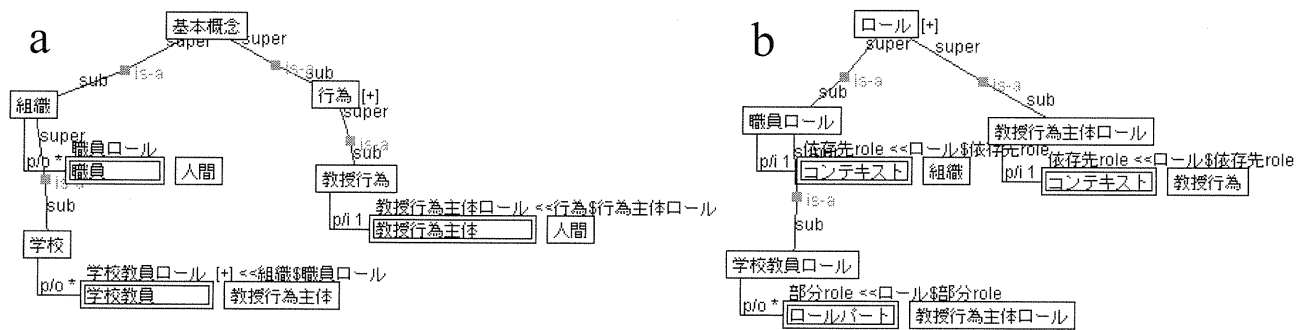 a
基本概念
super super
sub is-a is-a sub
組織
行為 [+]
super
super
is-a
sub
職員ロール
p/o * 職員 人間
is-a
sub
教授行為
教授行為主体ロール <<行為$行為主体ロール
p/i 1 教授行為主体 人間
学校
学校教員ロール [+] <<組織$職員ロール
p/o * 学校教員 教授行為主体
b
ロール [+]
super super
is-a is-a
sub sub
職員ロール
教授行為主体ロール
依存先role <<ロール$依存先role
p/i 1 コンテキスト 組織
依存先role <<ロール$依存先role
p/i 1 コンテキスト 教授行為
is-a
sub
学校教員ロール
部分role <<ロール$部分role
p/o * ロールパート 教授行為主体ロール